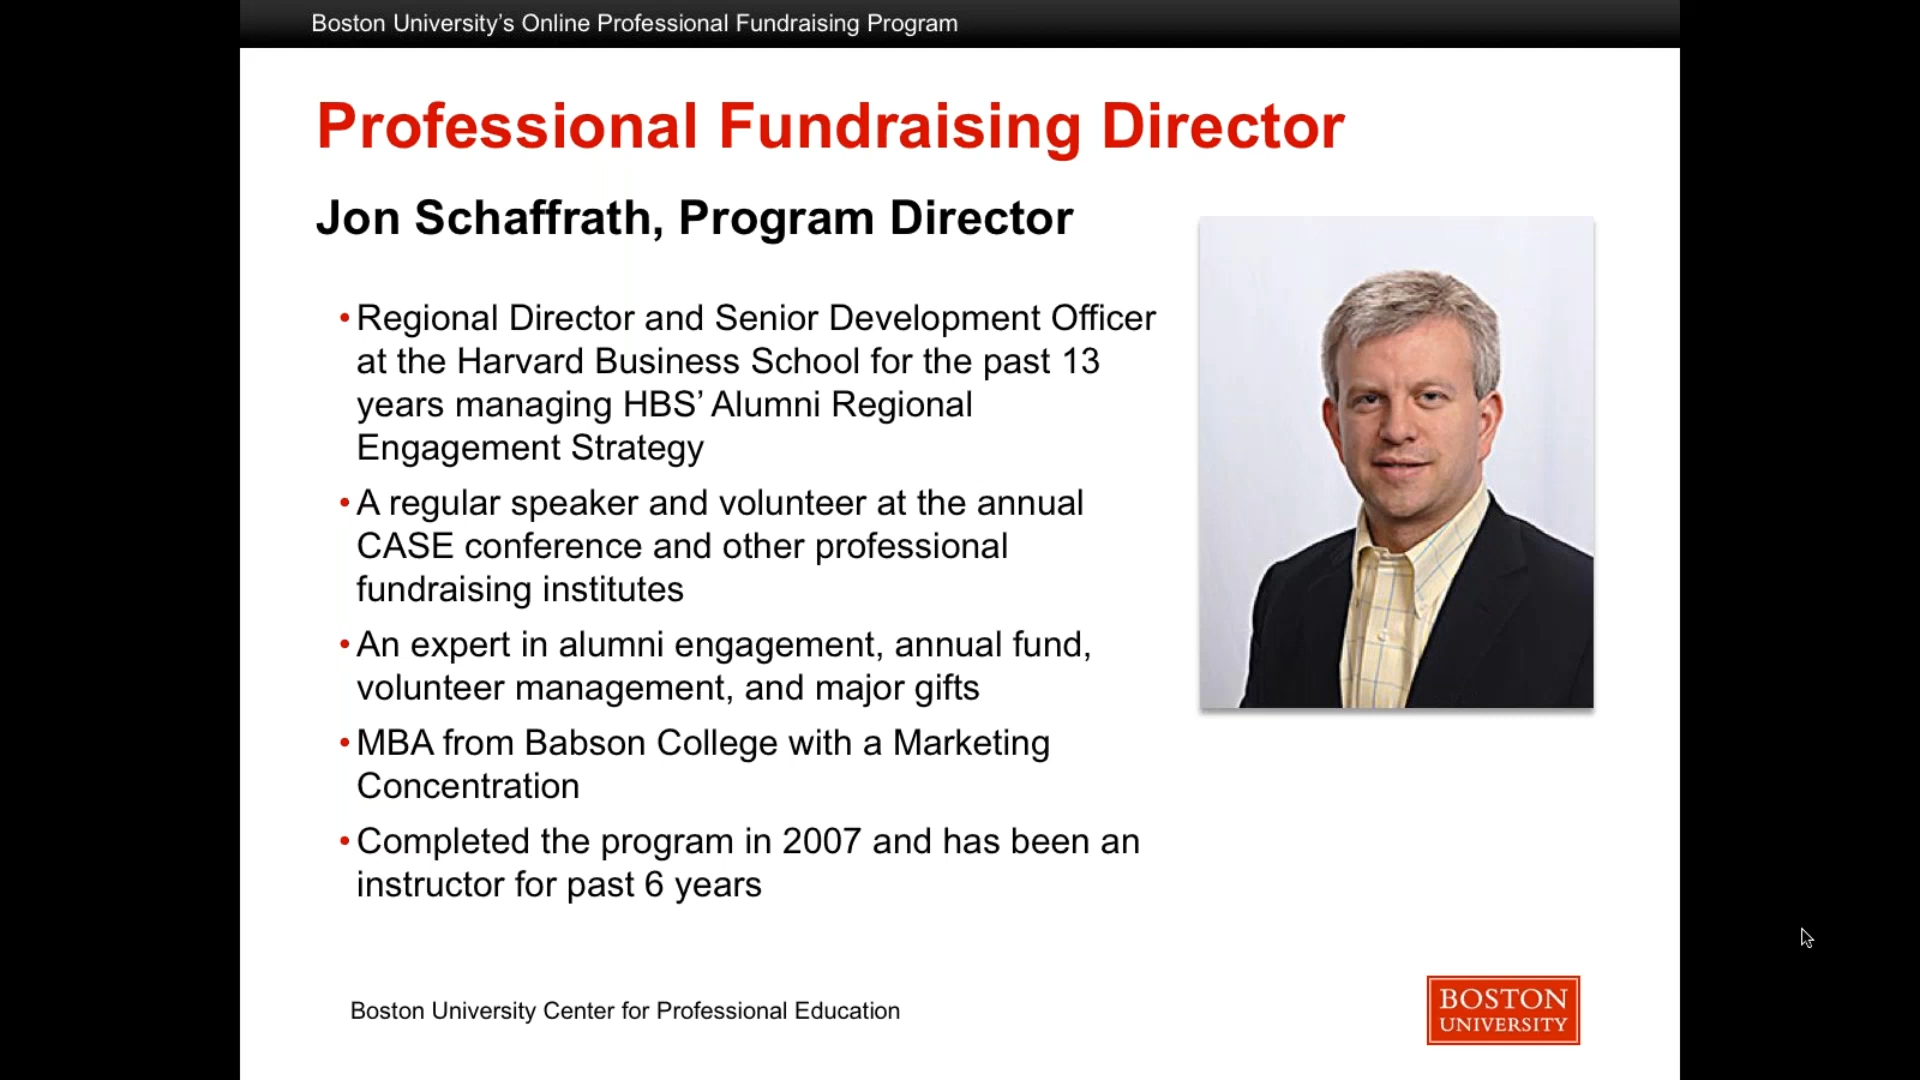 Boston University’s Online Professional Fundraising Program
Professional Fundraising Director
Jon Schaffrath, Program Director
•Regional Director and Senior Development Officer
at the Harvard Business School for the past 13
years managing HBS’ Alumni Regional
Engagement Strategy
•A regular speaker and volunteer at the annual
CASE conference and other professional
fundraising institutes
•An expert in alumni engagement, annual fund,
volunteer management, and major gifts
•MBA from Babson College with a Marketing
Concentration
•Completed the program in 2007 and has been an
instructor for past 6 years
Boston University Center for Professional Education
BOSTON
UNIVERSITY